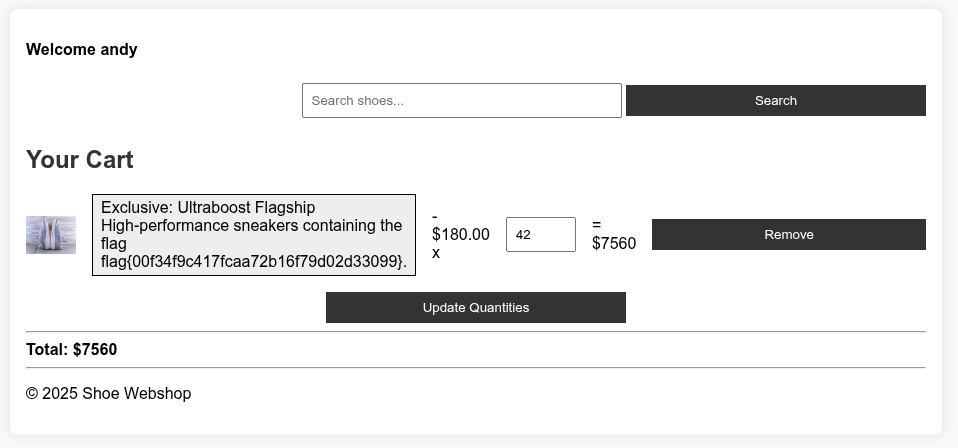 Welcome andy
Search shoes...
Search
Your Cart
Exclusive: Ultraboost Flagship
High-performance sneakers containing the
flag
flag{00f34f9c417fcaa72b16f79d02d33099}.
-
$180.00
x
42
=
$7560
Remove
Update Quantities
Total: $7560
© 2025 Shoe Webshop